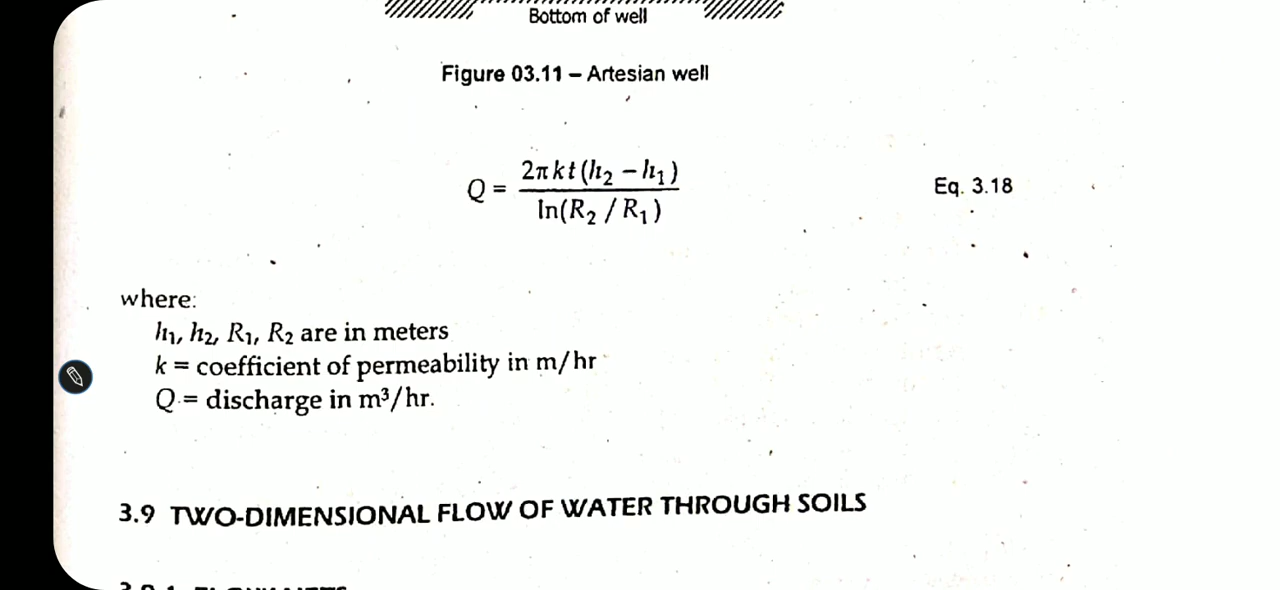 Bottom of well
Figure 03.11 – Artesian well
Q = 2πkt(h₂ – h₁) / ln(R₂ / R₁)
Eq. 3.18
where:
h₁, h₂, R₁, R₂ are in meters
k = coefficient of permeability in m/hr
Q = discharge in m³/hr.
3.9 TWO-DIMENSIONAL FLOW OF WATER THROUGH SOILS